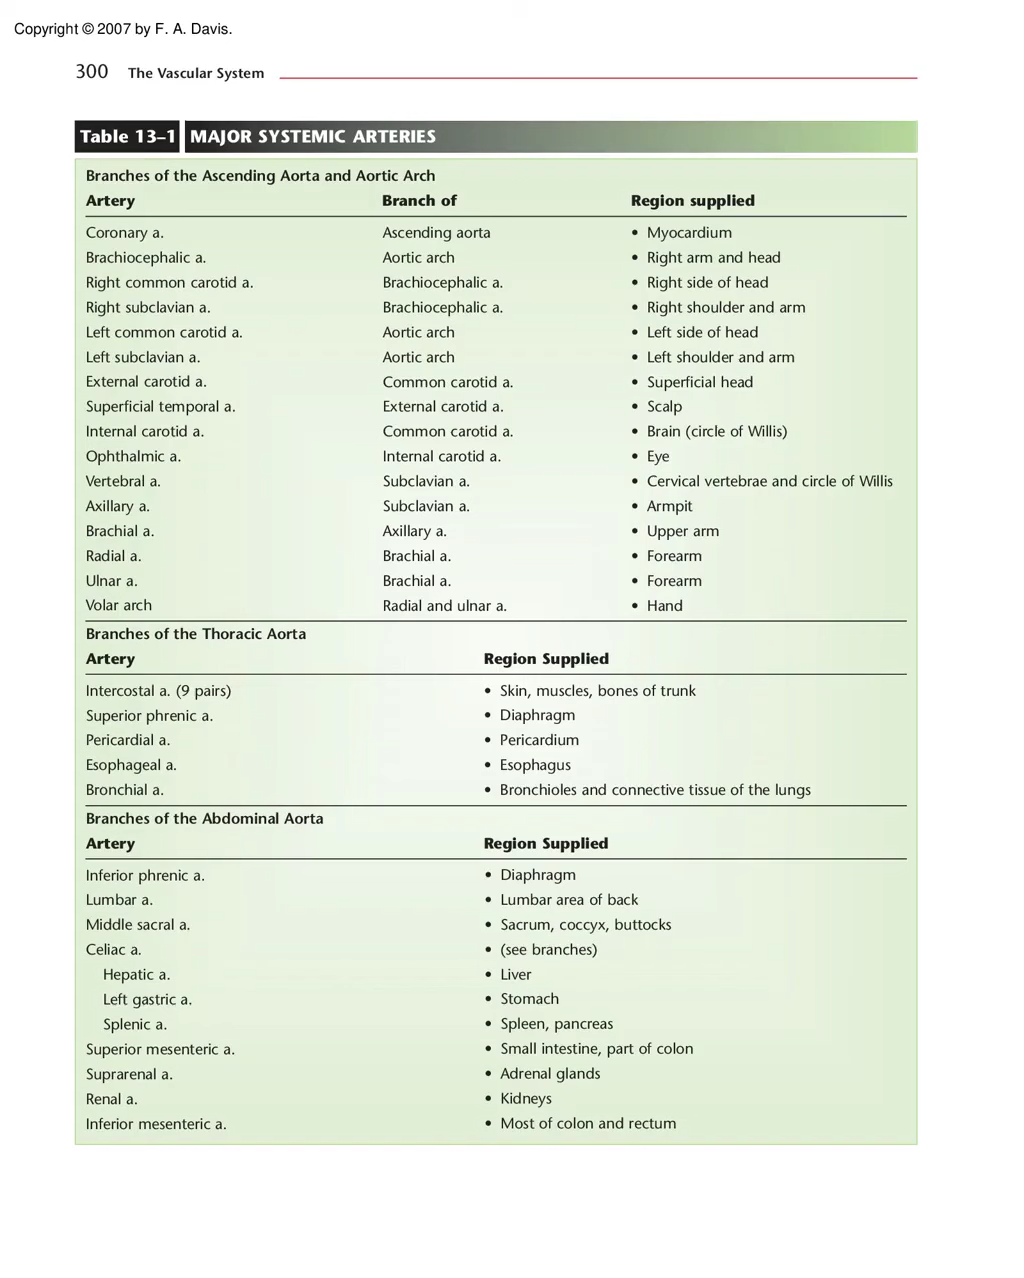 Copyright © 2007 by F. A. Davis.
300 The Vascular System
Table 13–1 MAJOR SYSTEMIC ARTERIES
Branches of the Ascending Aorta and Aortic Arch
Artery Branch of Region supplied
Coronary a. Ascending aorta • Myocardium
Brachiocephalic a. Aortic arch • Right arm and head
Right common carotid a. Brachiocephalic a. • Right side of head
Right subclavian a. Brachiocephalic a. • Right shoulder and arm
Left common carotid a. Aortic arch • Left side of head
Left subclavian a. Aortic arch • Left shoulder and arm
External carotid a. Common carotid a. • Superficial head
Superficial temporal a. External carotid a. • Scalp
Internal carotid a. Common carotid a. • Brain (circle of Willis)
Ophthalmic a. Internal carotid a. • Eye
Vertebral a. Subclavian a. • Cervical vertebrae and circle of Willis
Axillary a. Subclavian a. • Armpit
Brachial a. Axillary a. • Upper arm
Radial a. Brachial a. • Forearm
Ulnar a. Brachial a. • Forearm
Volar arch Radial and ulnar a. • Hand
Branches of the Thoracic Aorta
Artery Region Supplied
Intercostal a. (9 pairs) • Skin, muscles, bones of trunk
Superior phrenic a. • Diaphragm
Pericardial a. • Pericardium
Esophageal a. • Esophagus
Bronchial a. • Bronchioles and connective tissue of the lungs
Branches of the Abdominal Aorta
Artery Region Supplied
Inferior phrenic a. • Diaphragm
Lumbar a. • Lumbar area of back
Middle sacral a. • Sacrum, coccyx, buttocks
Celiac a. • (see branches)
Hepatic a. • Liver
Left gastric a. • Stomach
Splenic a. • Spleen, pancreas
Superior mesenteric a. • Small intestine, part of colon
Suprarenal a. • Adrenal glands
Renal a. • Kidneys
Inferior mesenteric a. • Most of colon and rectum